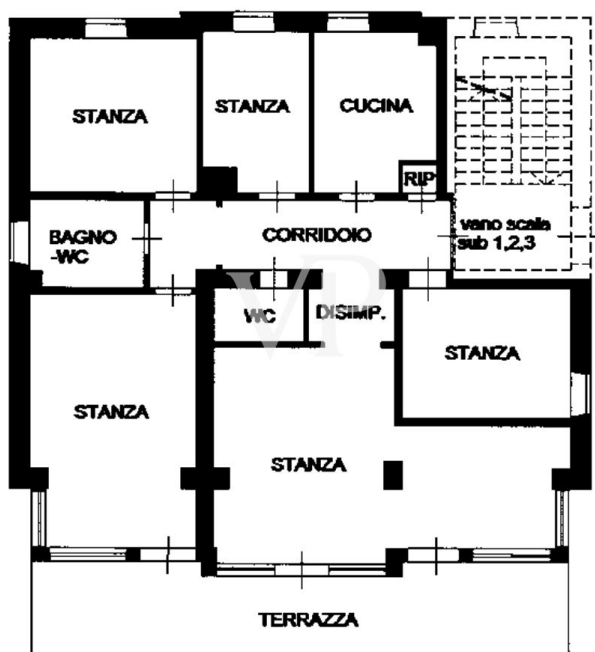 STANZA
STANZA
CUCINA
RIP
BAGNO
-WC
CORRIDOIO
vano scala
sub 1,2,3
WC
DISIMP.
STANZA
STANZA
STANZA
TERRAZZA
VP